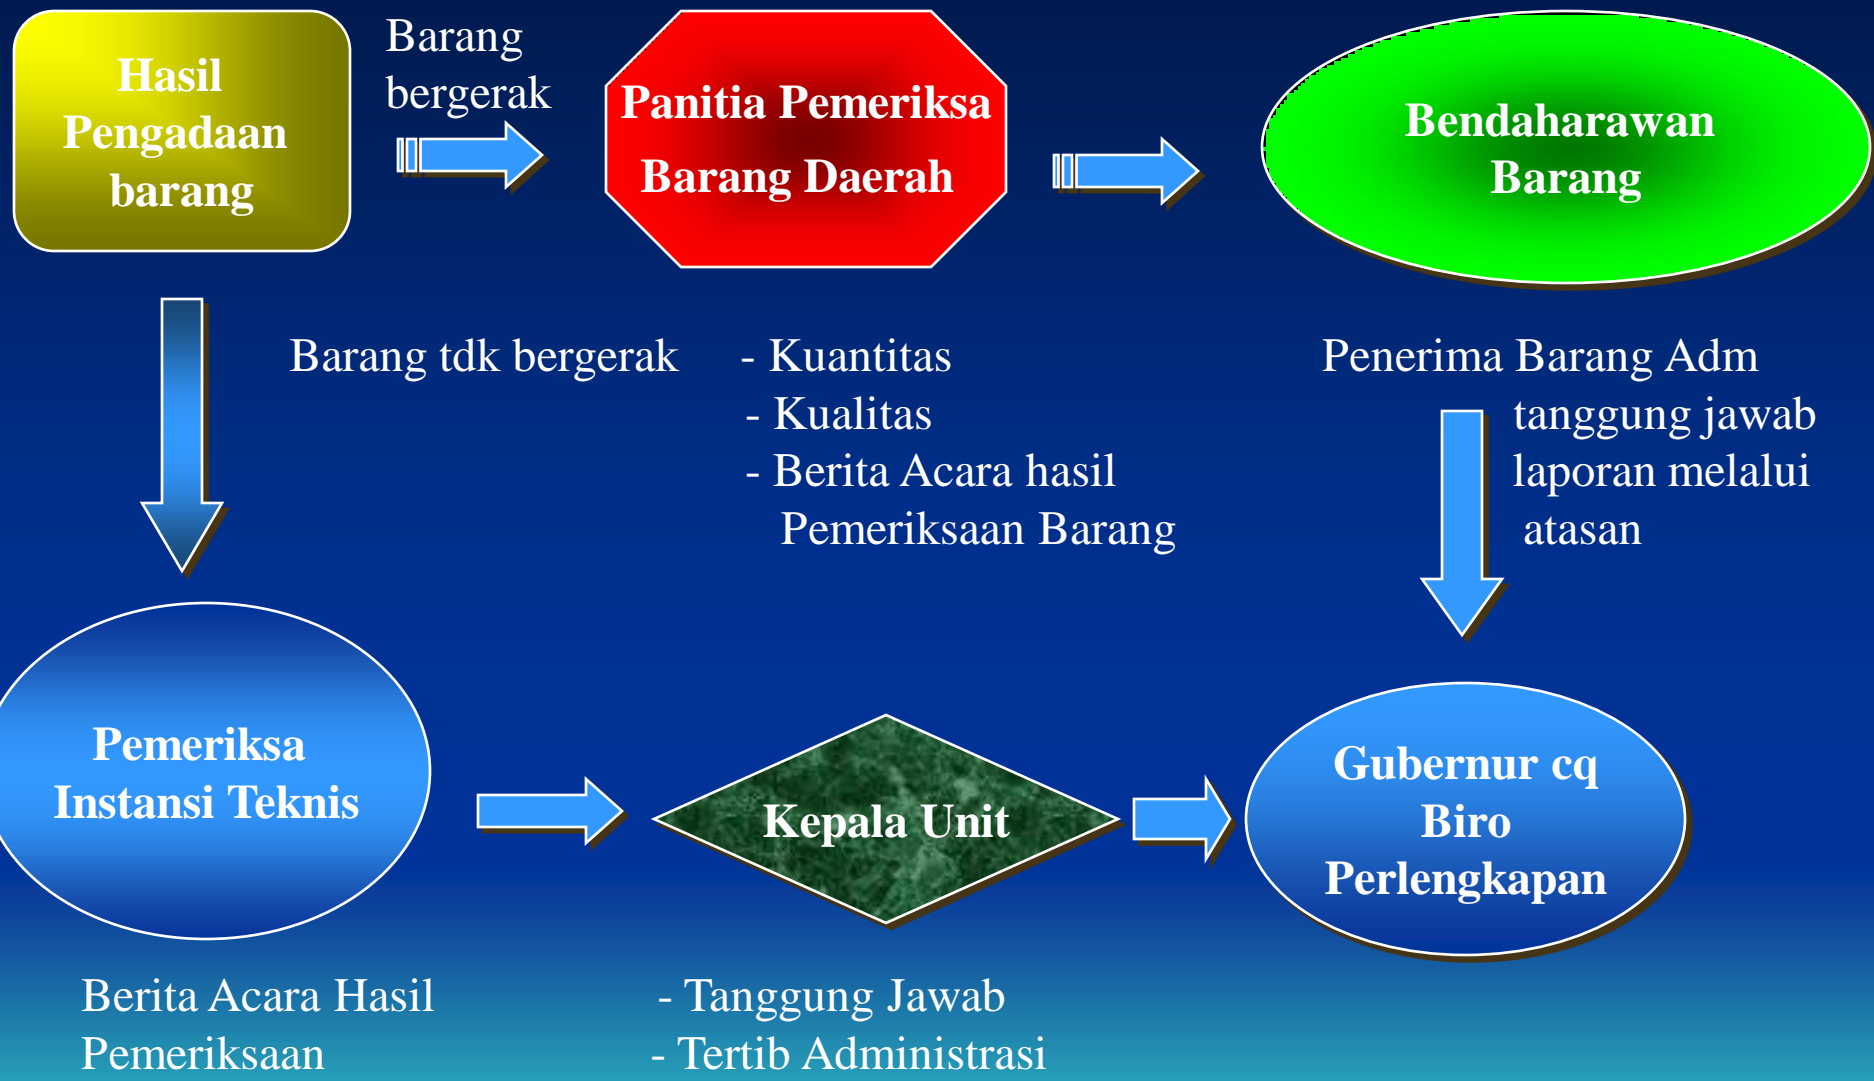 Hasil
Pengadaan
barang
Barang
bergerak
Panitia Pemeriksa
Barang Daerah
Bendaharawan
Barang
Barang tdk bergerak
- Kuantitas
- Kualitas
- Berita Acara hasil
Pemeriksaan Barang
Penerima Barang Adm
tanggung jawab
laporan melalui
atasan
Pemeriksa
Instansi Teknis
Kepala Unit
Gubernur cq
Biro
Perlengkapan
Berita Acara Hasil
Pemeriksaan
- Tanggung Jawab
- Tertib Administrasi